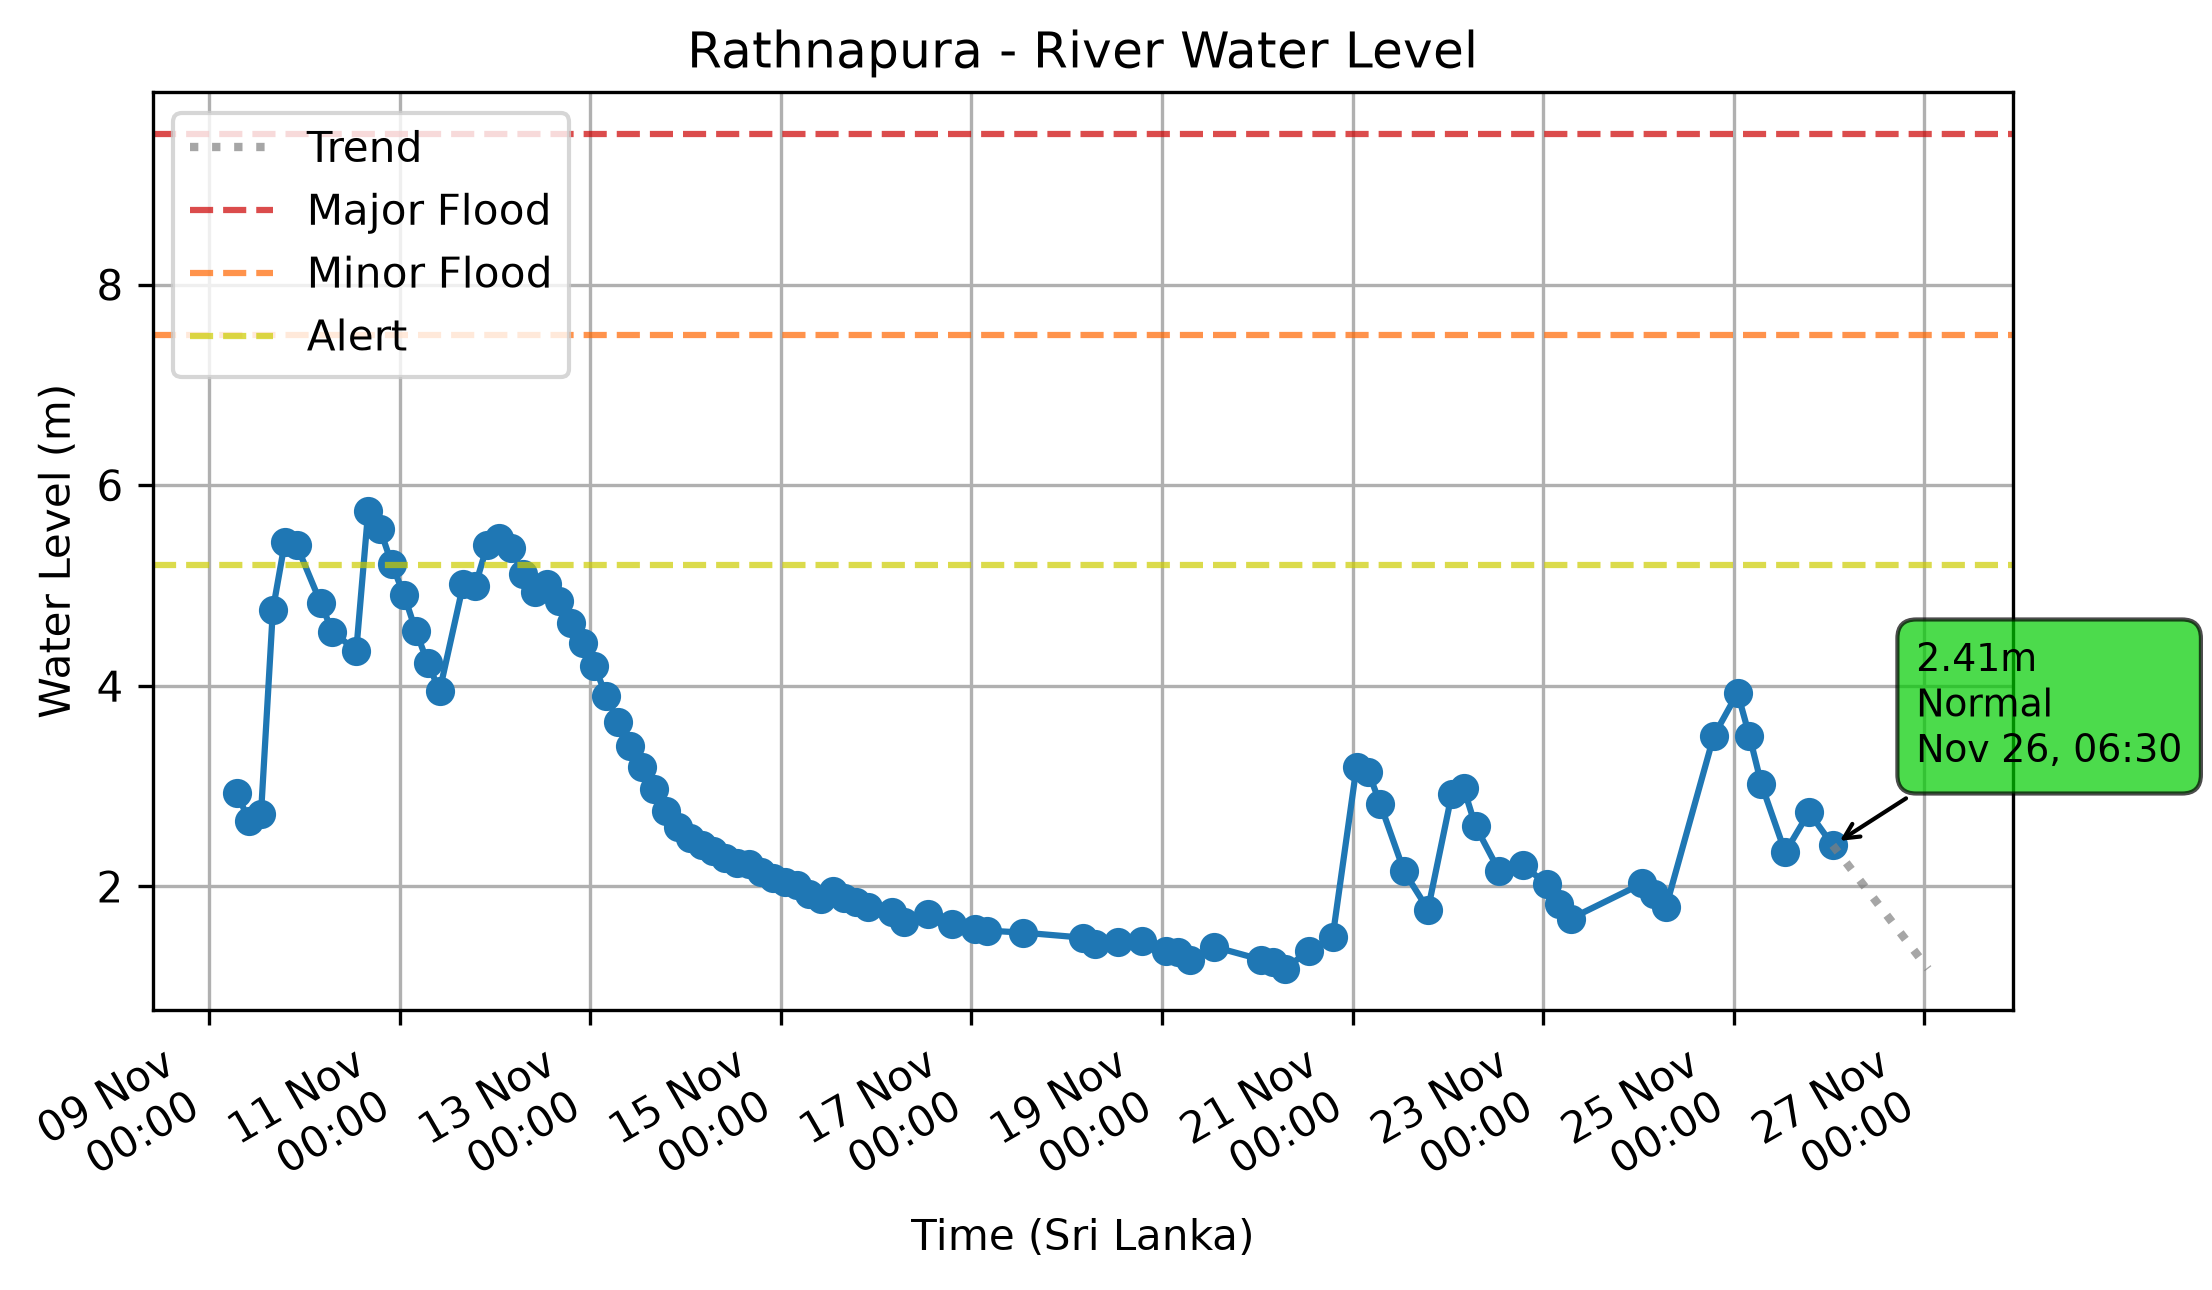 Rathnapura - River Water Level
Trend
Major Flood
Minor Flood
Alert
8
6
4
2
Water Level (m)
2.41m
Normal
Nov 26, 06:30
09 Nov
00:00
11 Nov
00:00
13 Nov
00:00
15 Nov
00:00
17 Nov
00:00
19 Nov
00:00
21 Nov
00:00
23 Nov
00:00
25 Nov
00:00
27 Nov
00:00
Time (Sri Lanka)